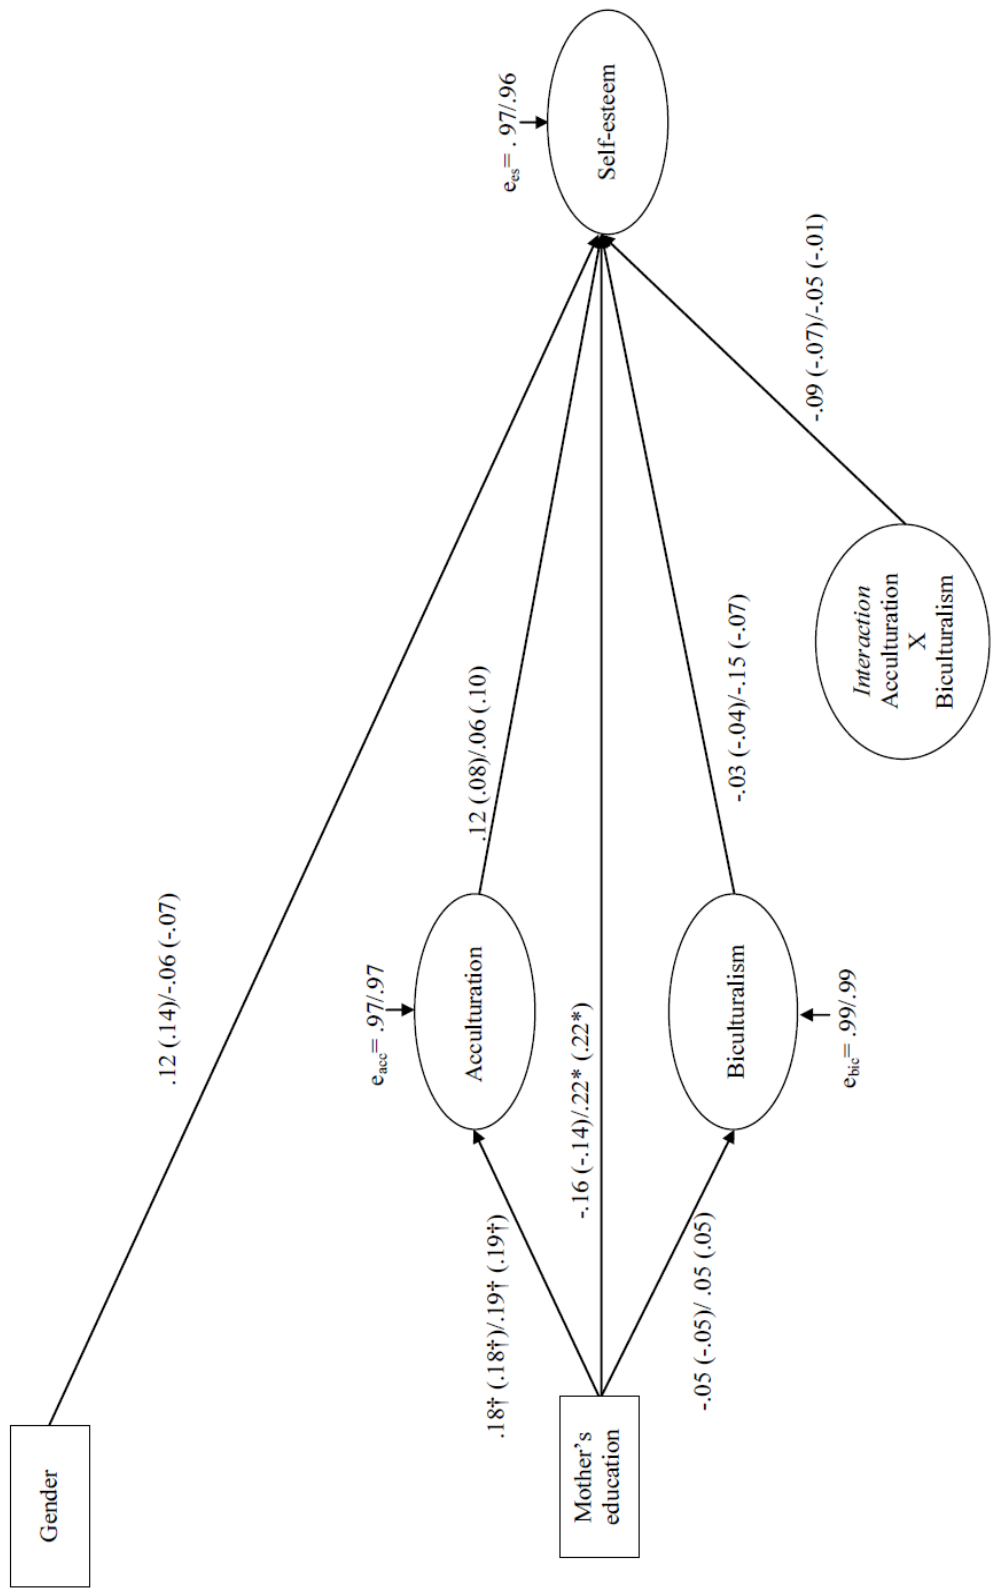 Gender
.12 (.14)/-.06 (-.07)
e_acc= .97/.97
Acculturation
.12 (.08)/.06 (.10)
e_es= . 97/.96
Self-esteem
.18† (.18†)/.19† (.19†)
Mother’s
education
-.16 (-.14)/.22* (.22*)
-.05 (-.05)/ .05 (.05)
Biculturalism
e_bic= .99/.99
-.03 (-.04)/-.15 (-.07)
Interaction
Acculturation
X
Biculturalism
-.09 (-.07)/-.05 (-.01)